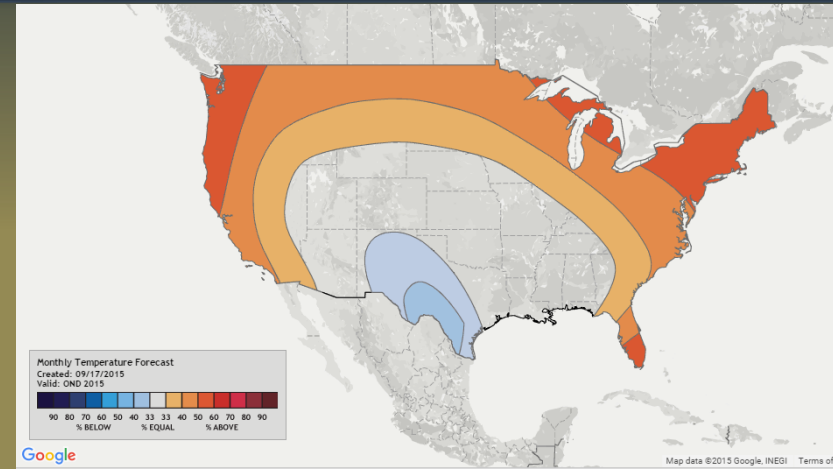 Monthly Temperature Forecast
Created: 09/17/2015
Valid: OND 2015
90 80 70 60 50 40 33 33 40 50 60 70 80 90
% BELOW % EQUAL % ABOVE
Google
Map data ©2015 Google, INEGI Terms of